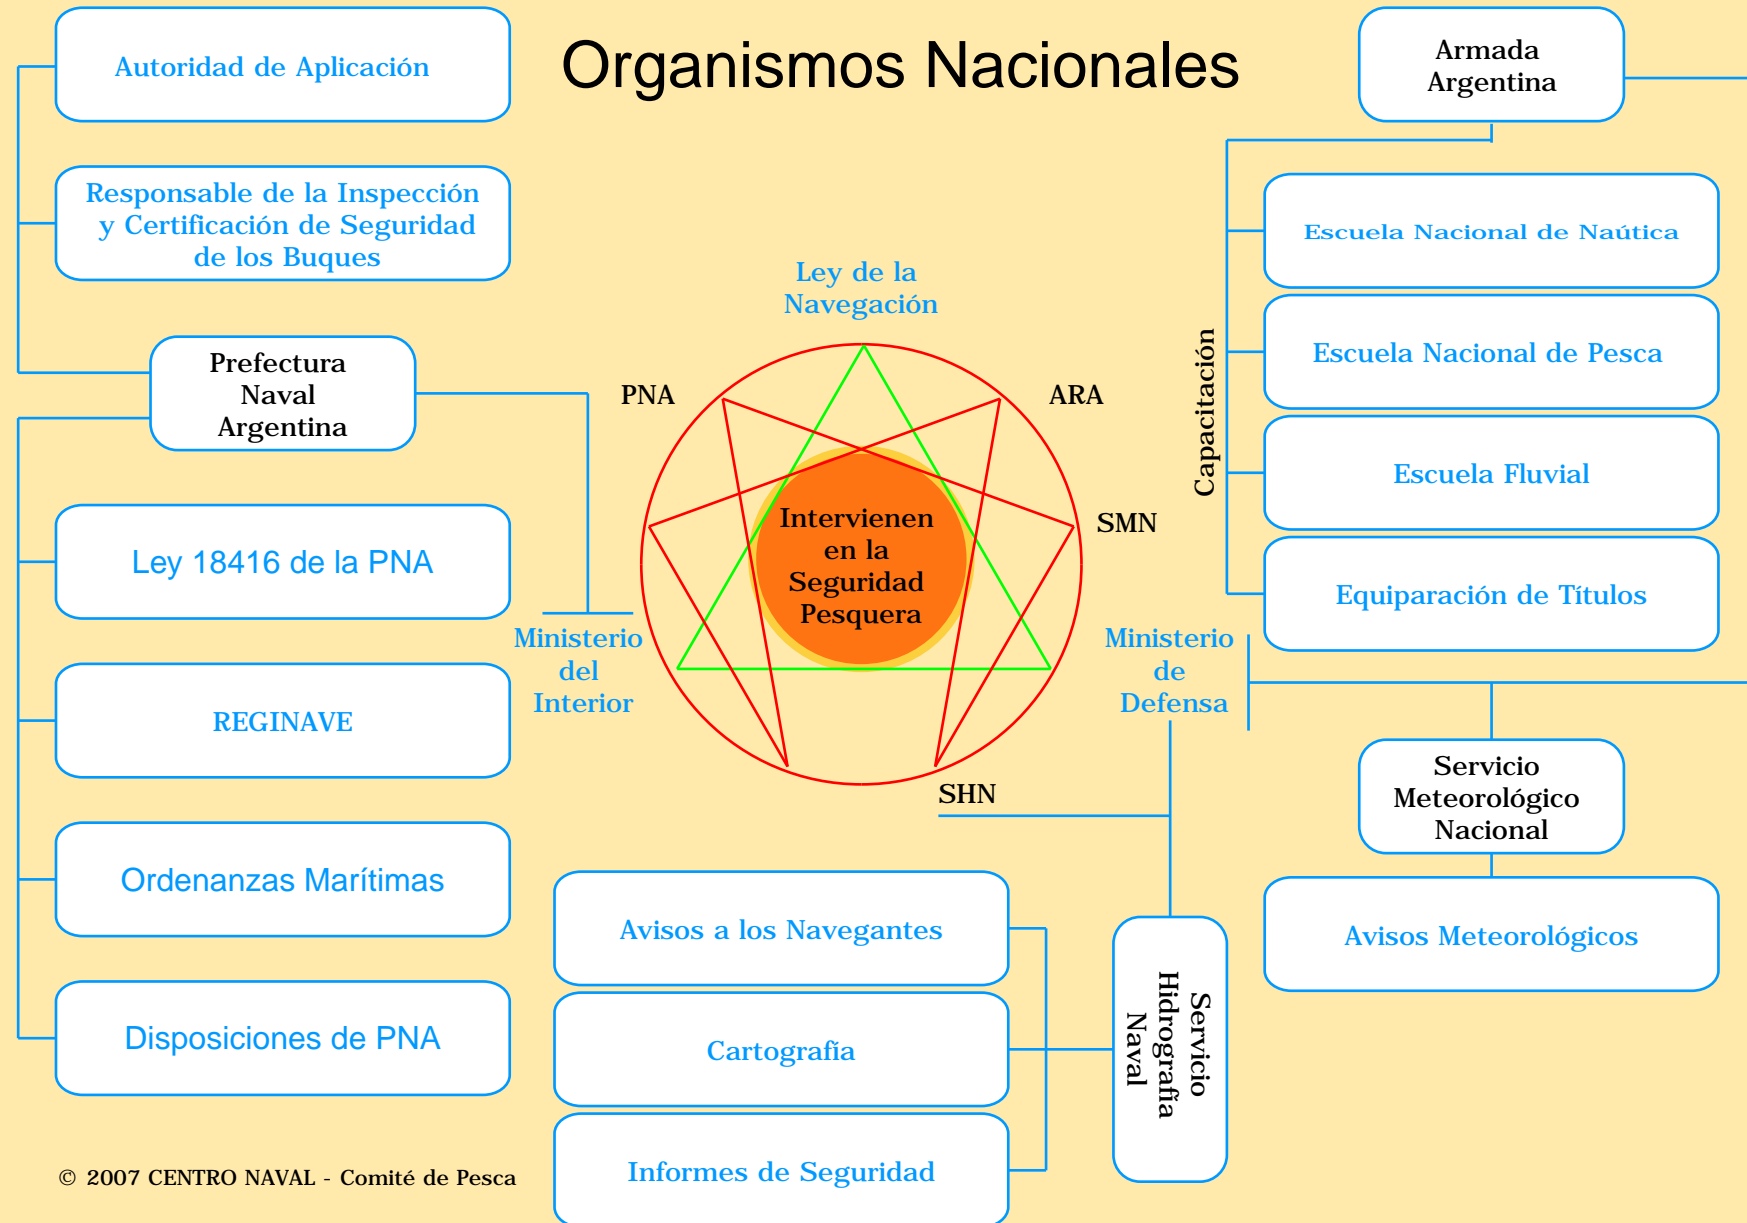 Organismos Nacionales
Autoridad de Aplicación
Responsable de la Inspección
y Certificación de Seguridad
de los Buques
Prefectura
Naval
Argentina
Ley 18416 de la PNA
REGINAVE
Ordenanzas Marítimas
Disposiciones de PNA
© 2007 CENTRO NAVAL - Comité de Pesca
Ministerio
del
Interior
Ley de la
Navegación
PNA
ARA
SMN
SHN
Intervienen
en la
Seguridad
Pesquera
Avisos a los Navegantes
Cartografía
Informes de Seguridad
Servicio
Hidrografía
Naval
Ministerio
de
Defensa
Armada
Argentina
Capacitación
Escuela Nacional de Naútica
Escuela Nacional de Pesca
Escuela Fluvial
Equiparación de Títulos
Servicio
Meteorológico
Nacional
Avisos Meteorológicos